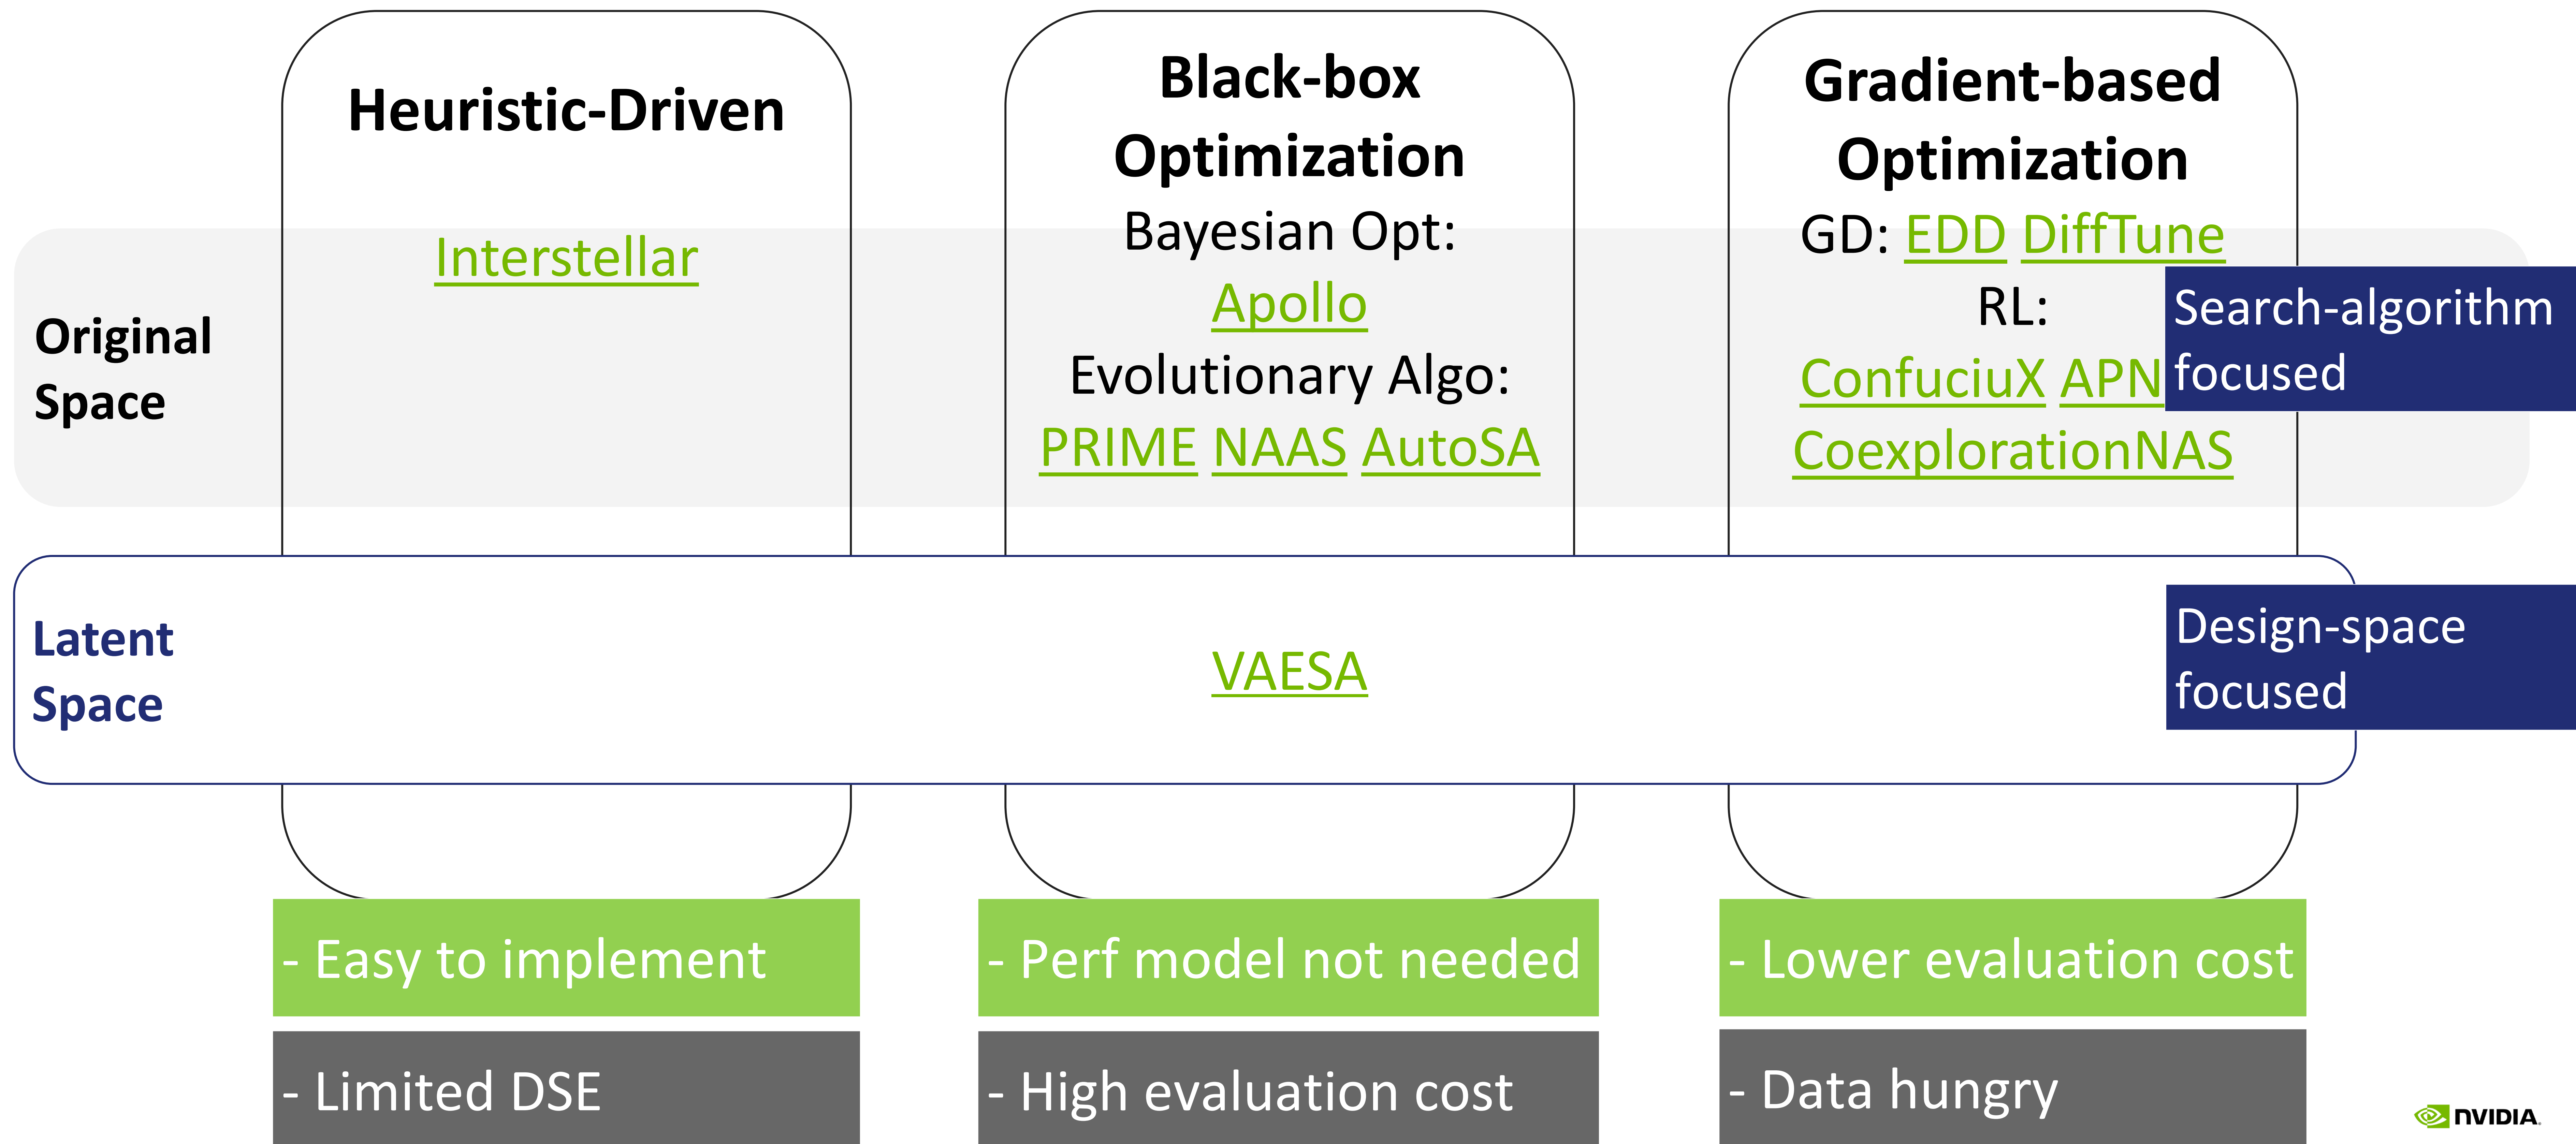 Heuristic-Driven
Interstellar
Black-box
Optimization
Bayesian Opt:
Apollo
Evolutionary Algo:
PRIME NAAS AutoSA
Gradient-based
Optimization
GD: EDD DiffTune
RL:
ConfuciuX APN
CoexplorationNAS
Original
Space
Search-algorithm
focused
Latent
Space
VAESA
Design-space
focused
- Easy to implement
- Perf model not needed
- Lower evaluation cost
- Limited DSE
- High evaluation cost
- Data hungry
NVIDIA.